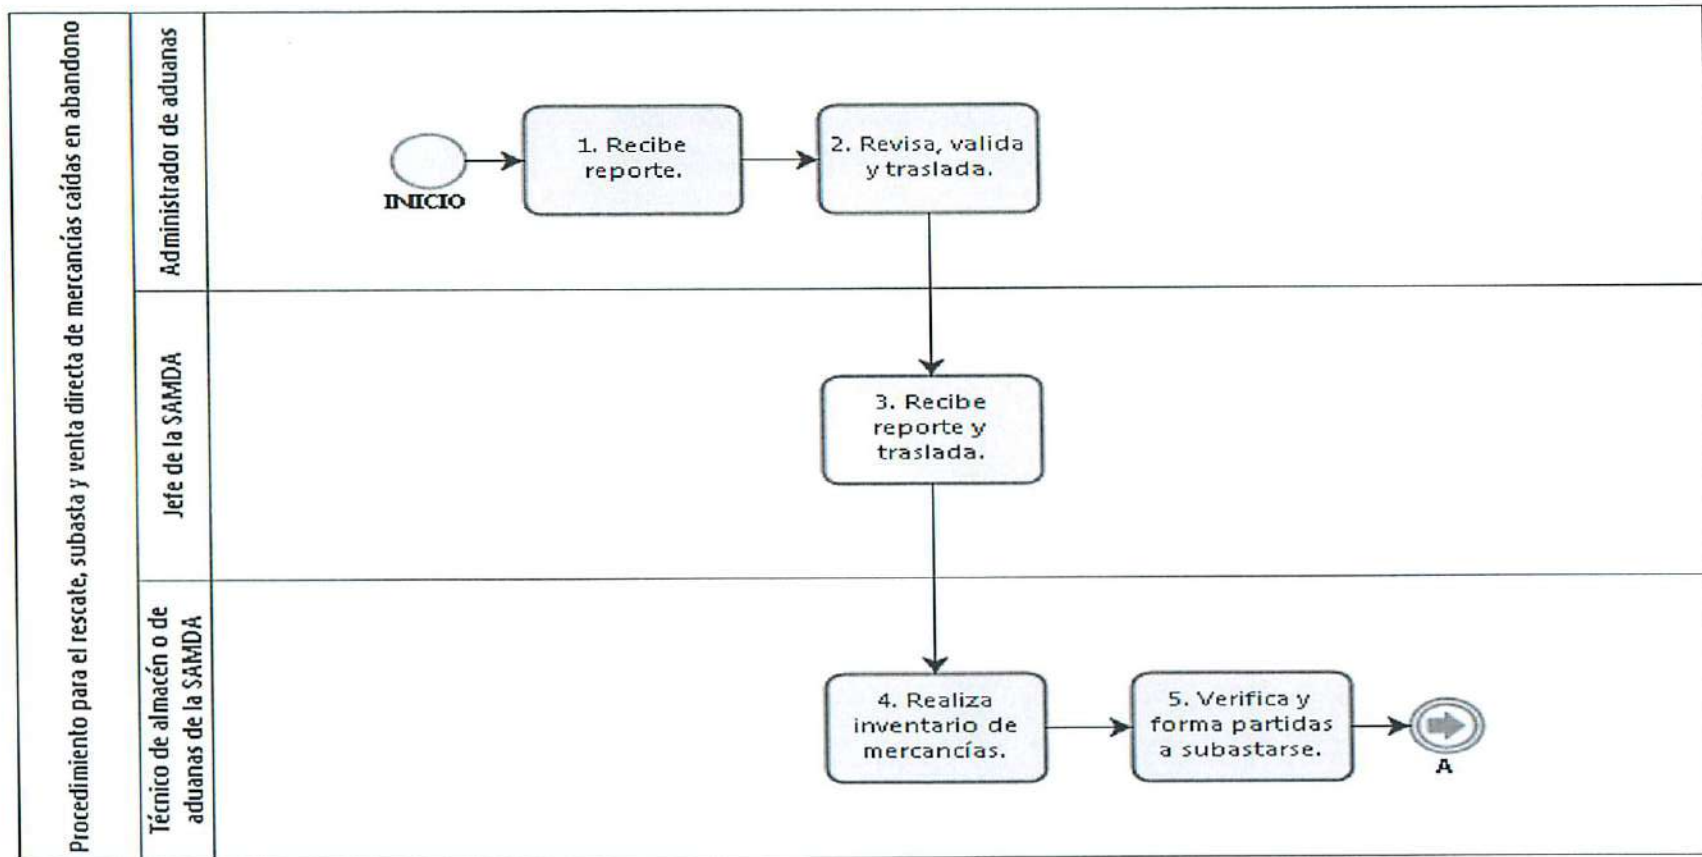 Procedimiento para el rescate, subasta y venta directa de mercancías caídas en abandono
Administrador de aduanas
INICIO
1. Recibe
reporte.
2. Revisa, valida
y traslada.
Jefe de la SAMDA
3. Recibe
reporte y
traslada.
Técnico de almacén o de
aduanas de la SAMDA
4. Realiza
inventario de
mercancías.
5. Verifica y
forma partidas
a subastarse.
A